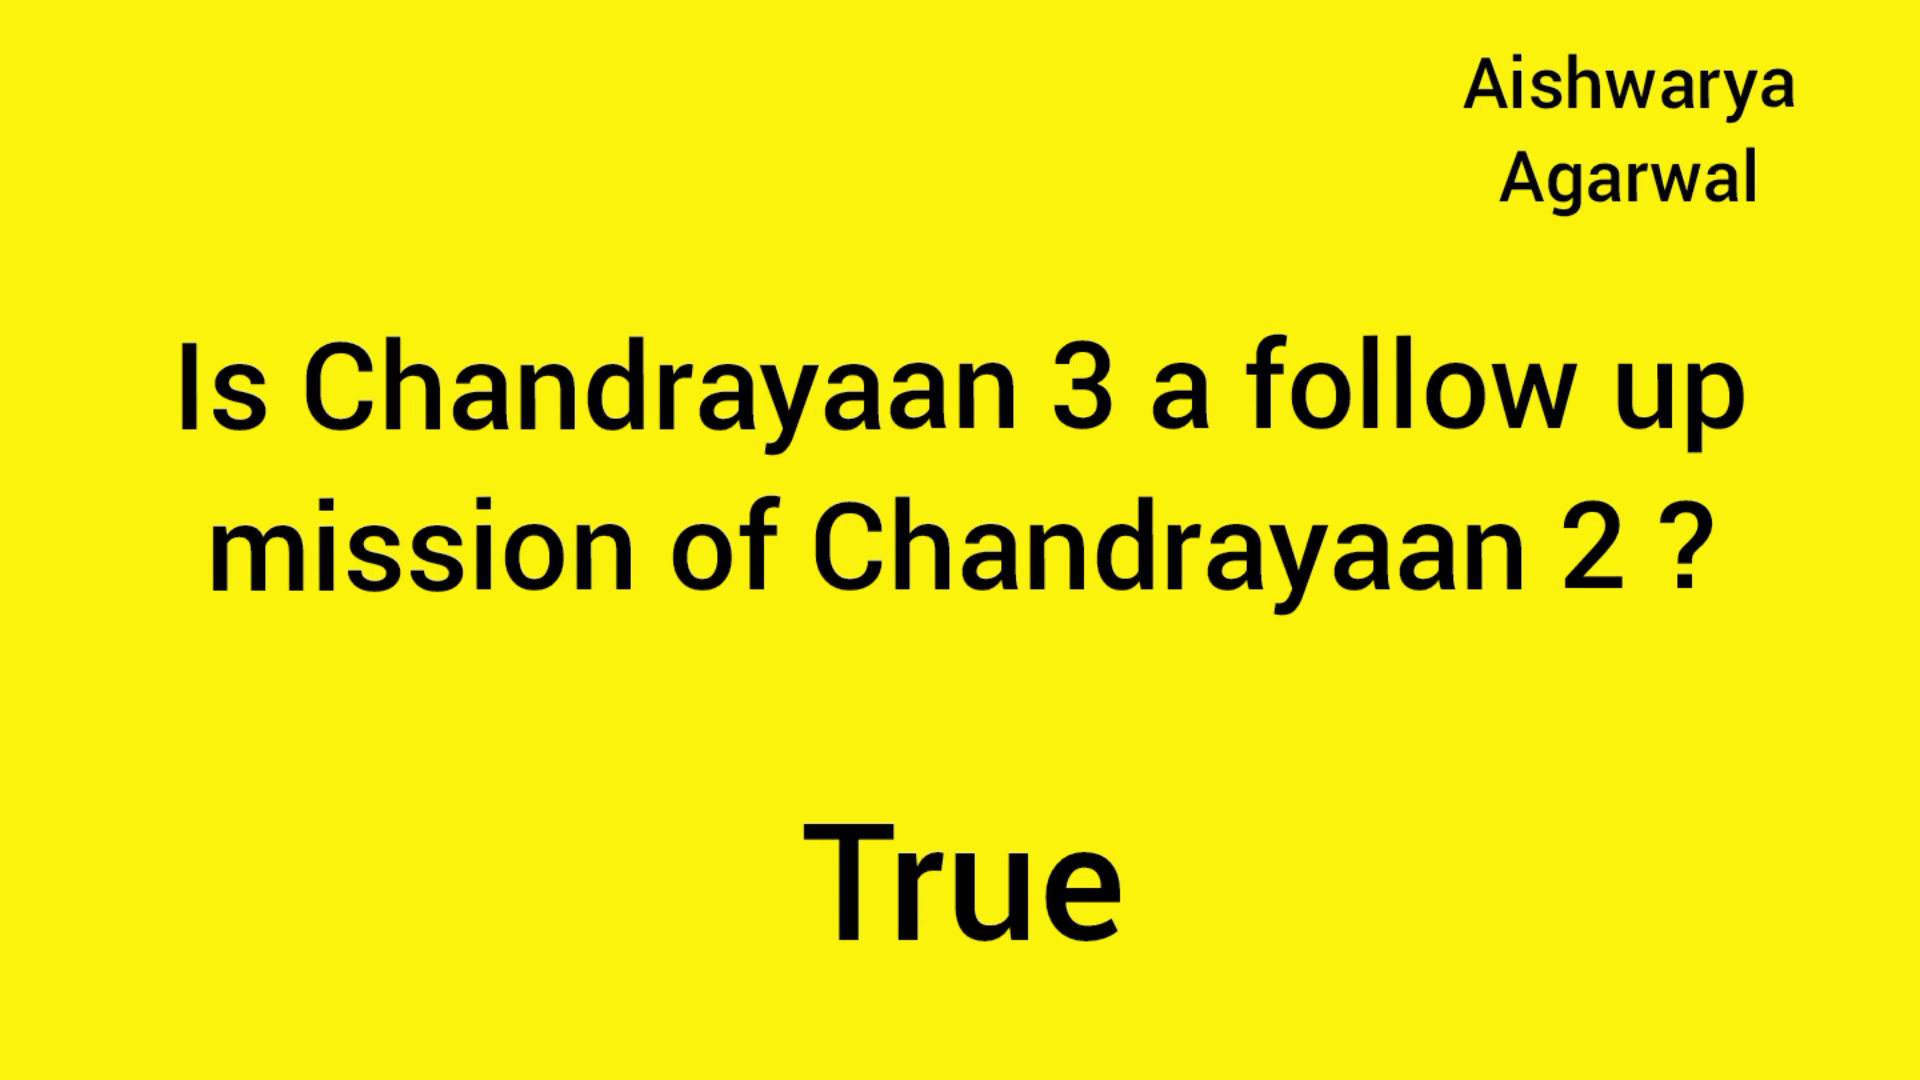 Aishwarya
Agarwal
Is Chandrayaan 3 a follow up
mission of Chandrayaan 2 ?
True